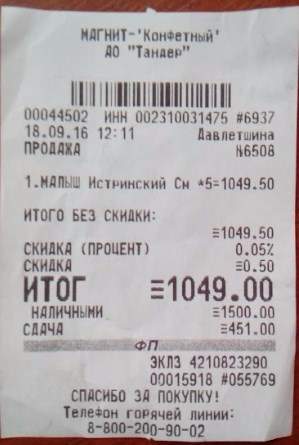 МАГНИТ-'Конфетный'
АО "Тандер"
00044502 ИНН 002310031475 #6937
18.09.16 12:11 Давлетшина
ПРОДАЖА №6508
1.МАЛЫШ Истринский См *5=1049.50
ИТОГО БЕЗ СКИДКИ:
≡1049.50
СКИДКА (ПРОЦЕНТ) 0.05%
СКИДКА ≡0.50
ИТОГ ≡1049.00
НАЛИЧНЫМИ ≡1500.00
СДАЧА ≡451.00
ФП
ЭКЛЗ 4210823290
00015918 #055769
СПАСИБО ЗА ПОКУПКУ!
Телефон горячей линии:
8-800-200-90-02